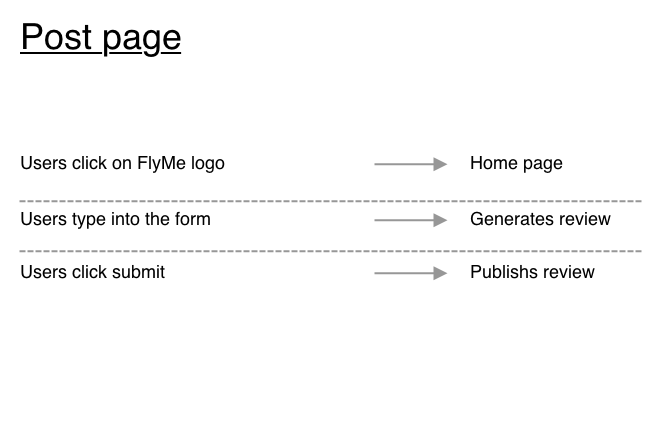 Post page
Users click on FlyMe logo Home page
Users type into the form Generates review
Users click submit Publishs review